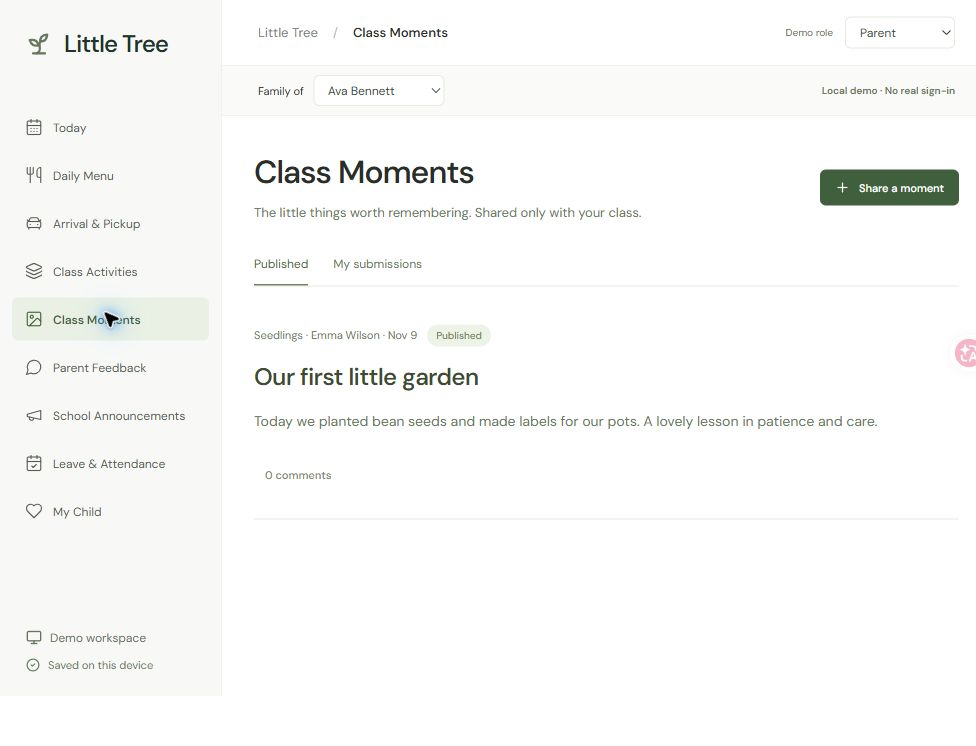 Little Tree
Little Tree / Class Moments
Demo role
Parent
Family of
Ava Bennett
Local demo · No real sign-in
Today
Daily Menu
Arrival & Pickup
Class Activities
Class Moments
Parent Feedback
School Announcements
Leave & Attendance
My Child
Demo workspace
Saved on this device
Class Moments
The little things worth remembering. Shared only with your class.
Share a moment
Published
My submissions
Seedlings · Emma Wilson · Nov 9
Published
Our first little garden
Today we planted bean seeds and made labels for our pots. A lovely lesson in patience and care.
0 comments